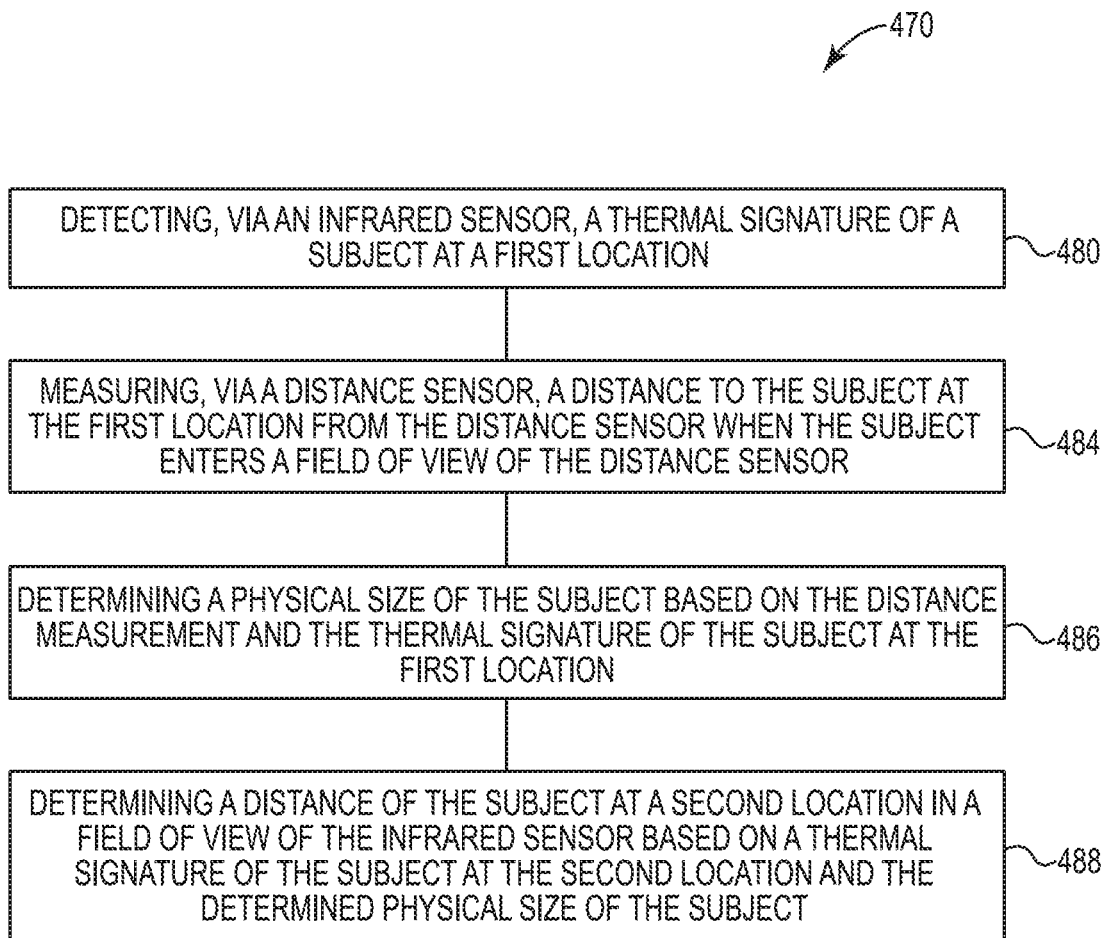 470
DETECTING, VIA AN INFRARED SENSOR, A THERMAL SIGNATURE OF A
SUBJECT AT A FIRST LOCATION
480
MEASURING, VIA A DISTANCE SENSOR, A DISTANCE TO THE SUBJECT AT
THE FIRST LOCATION FROM THE DISTANCE SENSOR WHEN THE SUBJECT
ENTERS A FIELD OF VIEW OF THE DISTANCE SENSOR
484
DETERMINING A PHYSICAL SIZE OF THE SUBJECT BASED ON THE DISTANCE
MEASUREMENT AND THE THERMAL SIGNATURE OF THE SUBJECT AT THE
FIRST LOCATION
486
DETERMINING A DISTANCE OF THE SUBJECT AT A SECOND LOCATION IN A
FIELD OF VIEW OF THE INFRARED SENSOR BASED ON A THERMAL
SIGNATURE OF THE SUBJECT AT THE SECOND LOCATION AND THE
DETERMINED PHYSICAL SIZE OF THE SUBJECT
488